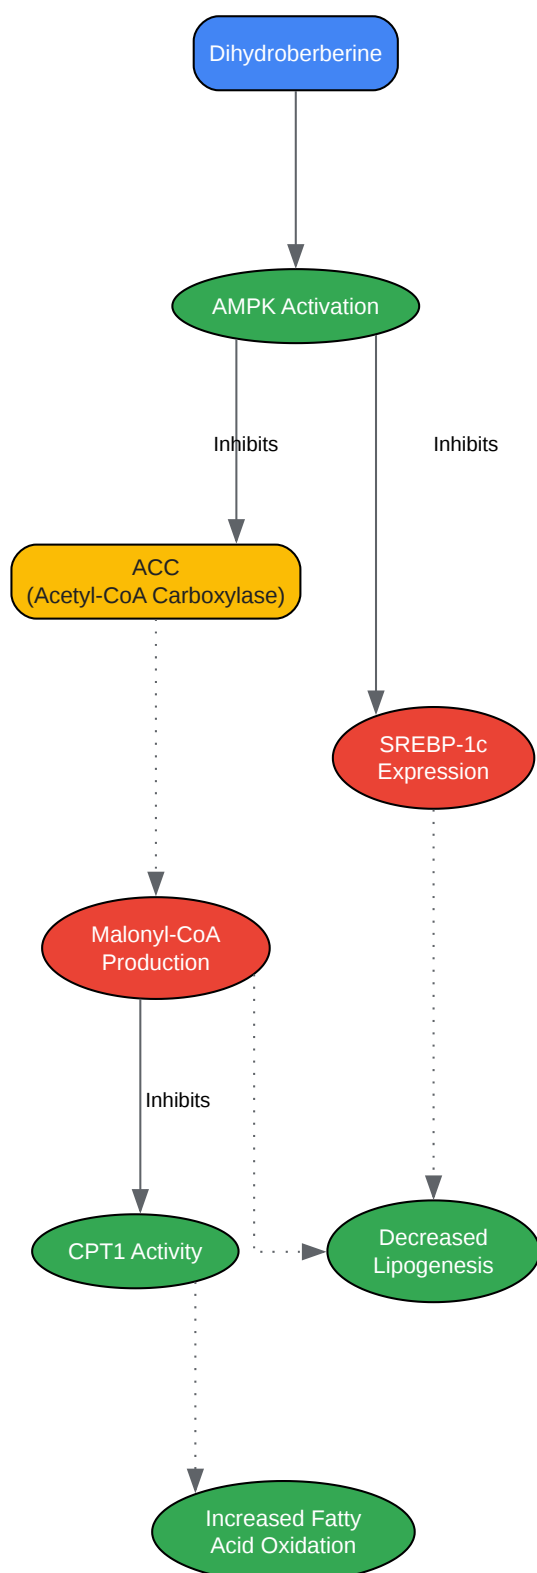 Dihydroberberine
AMPK Activation
Inhibits
Inhibits
ACC
(Acetyl-CoA Carboxylase)
SREBP-1c
Expression
Malonyl-CoA
Production
Inhibits
CPT1 Activity
Decreased
Lipogenesis
Increased Fatty
Acid Oxidation